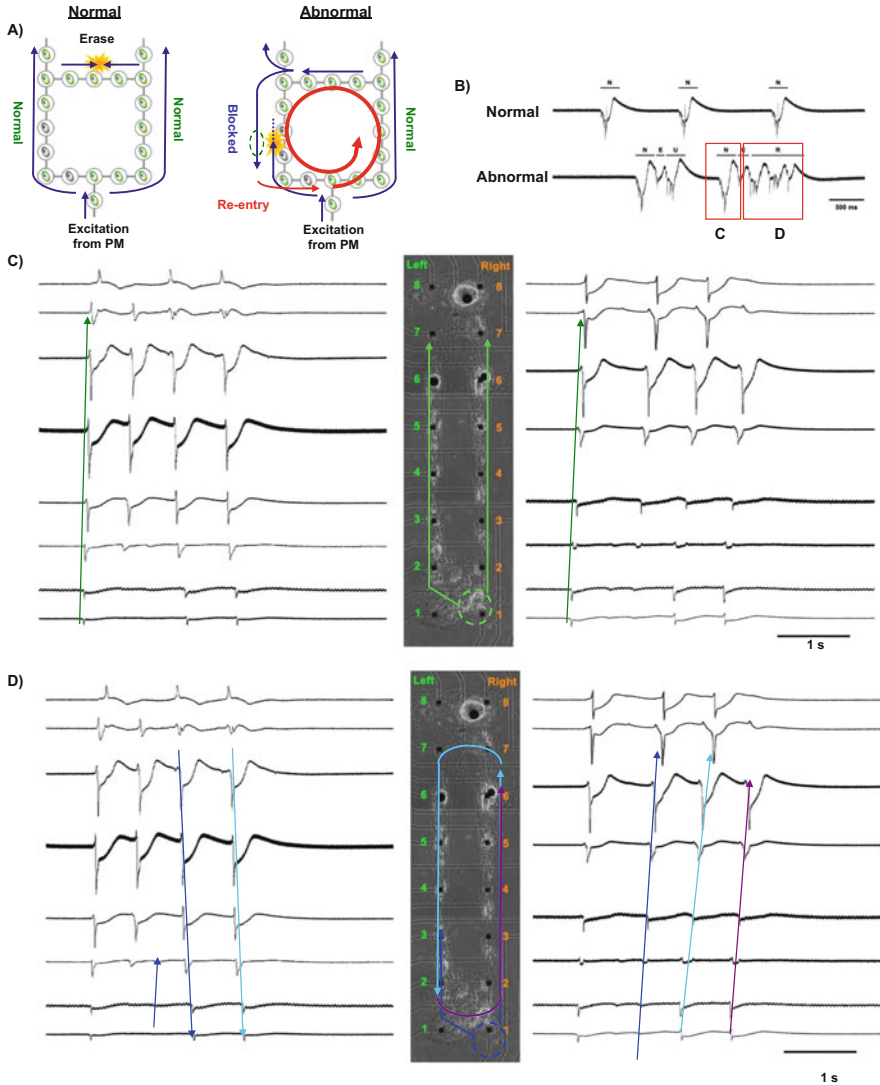 Normal
Abnormal
A)
Erase
Normal
Normal
Blocked
Normal
Re-entry
Excitation
from PM
Excitation
from PM
B)
N
N
N
Normal
N
E
U
N
E
R
Abnormal
500 ms
C
D
C)
Left
Right
8
8
7
7
6
6
5
5
4
4
3
3
2
2
1
1
1 s
D)
Left
Right
8
8
7
7
6
6
5
5
4
4
3
3
2
2
1
1
1 s